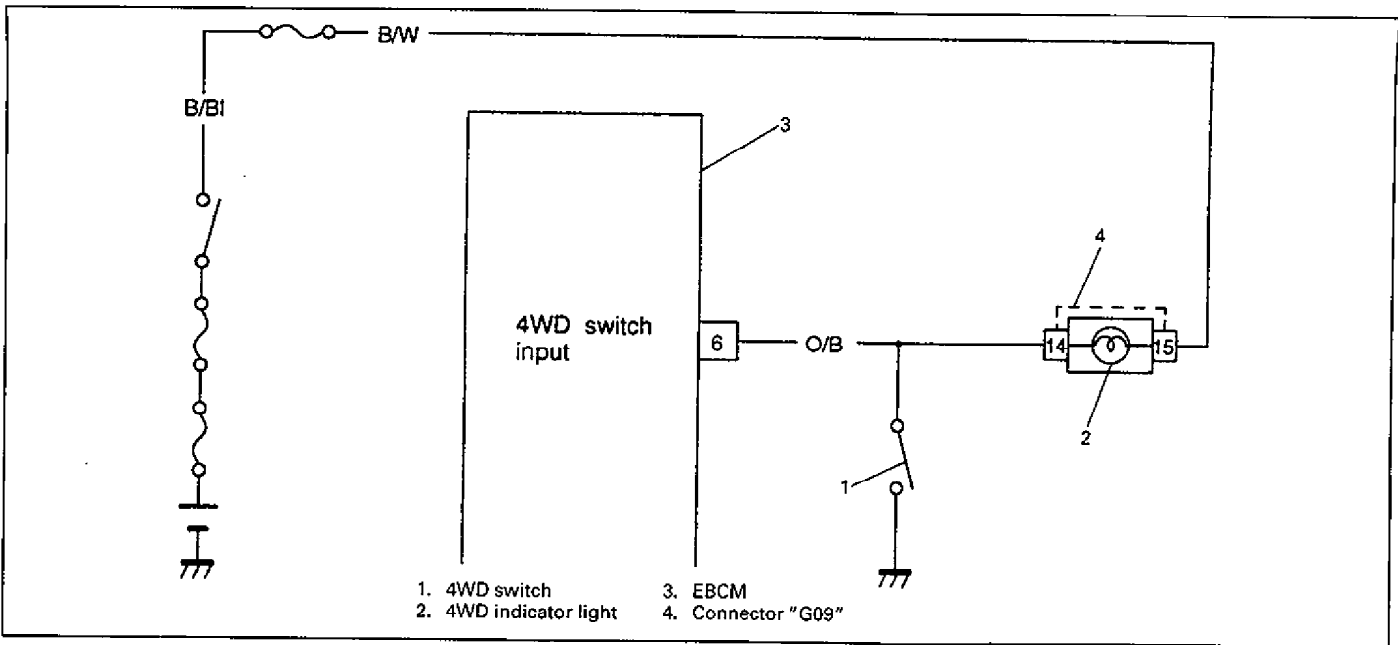 B/W
B/Bl
3
4
4WD switch
input
6
O/B
14
15
2
1
1. 4WD switch
2. 4WD indicator light
3. EBCM
4. Connector "G09"